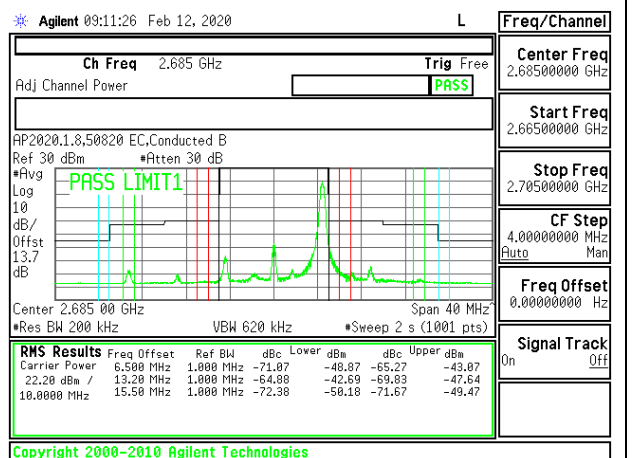 Agilent 09:11:26 Feb 12, 2020 L Freq/Channel
Ch Freq 2.685 GHz Trig Free
Adj Channel Power PASS
Center Freq
2.68500000 GHz
Start Freq
2.66500000 GHz
AP2020.1.8,50820 EC,Conducted B
Ref 30 dBm #Atten 30 dB
#Avg
Log
10
dB/
Offst
13.7
dB
PASS LIMIT1
Stop Freq
2.70500000 GHz
CF Step
4.00000000 MHz
Auto Man
Freq Offset
0.00000000 Hz
Center 2.685 00 GHz Span 40 MHz^
#Res BW 200 kHz VBW 620 kHz #Sweep 2 s (1001 pts)
Signal Track
On Off
RMS Results Freq Offset Ref BW dBc Lower dBm dBc Upper dBm
Carrier Power 6.500 MHz 1.000 MHz -71.07 -48.87 -65.27 -43.07
22.20 dBm / 13.20 MHz 1.000 MHz -64.88 -42.69 -69.83 -47.64
10.0000 MHz 15.50 MHz 1.000 MHz -72.38 -50.18 -71.67 -49.47
Copyright 2000-2010 Agilent Technologies